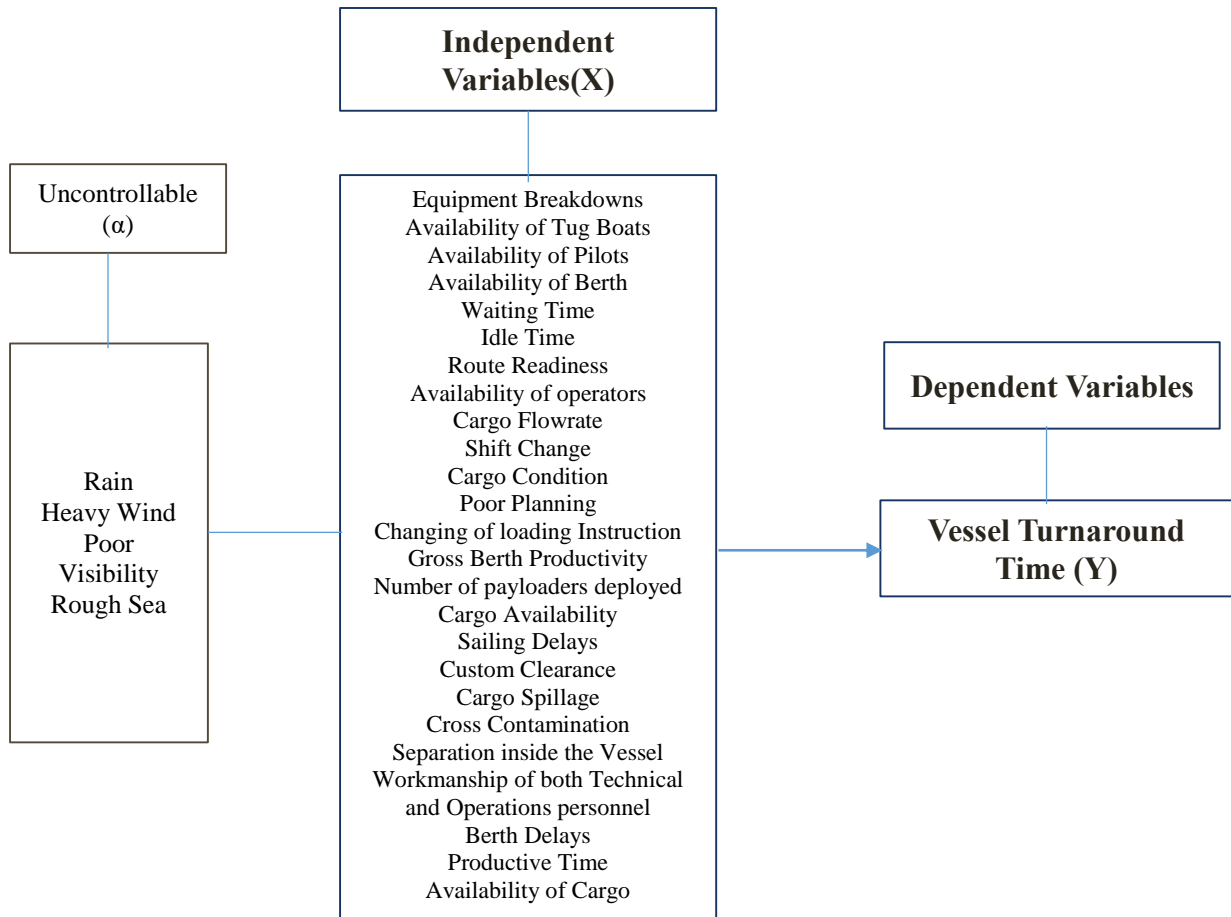 Independent
Variables(X)
Uncontrollable
(α)
Rain
Heavy Wind
Poor
Visibility
Rough Sea
Equipment Breakdowns
Availability of Tug Boats
Availability of Pilots
Availability of Berth
Waiting Time
Idle Time
Route Readiness
Availability of operators
Cargo Flowrate
Shift Change
Cargo Condition
Poor Planning
Changing of loading Instruction
Gross Berth Productivity
Number of payloaders deployed
Cargo Availability
Sailing Delays
Custom Clearance
Cargo Spillage
Cross Contamination
Separation inside the Vessel
Workmanship of both Technical
and Operations personnel
Berth Delays
Productive Time
Availability of Cargo
Dependent Variables
Vessel Turnaround
Time (Y)